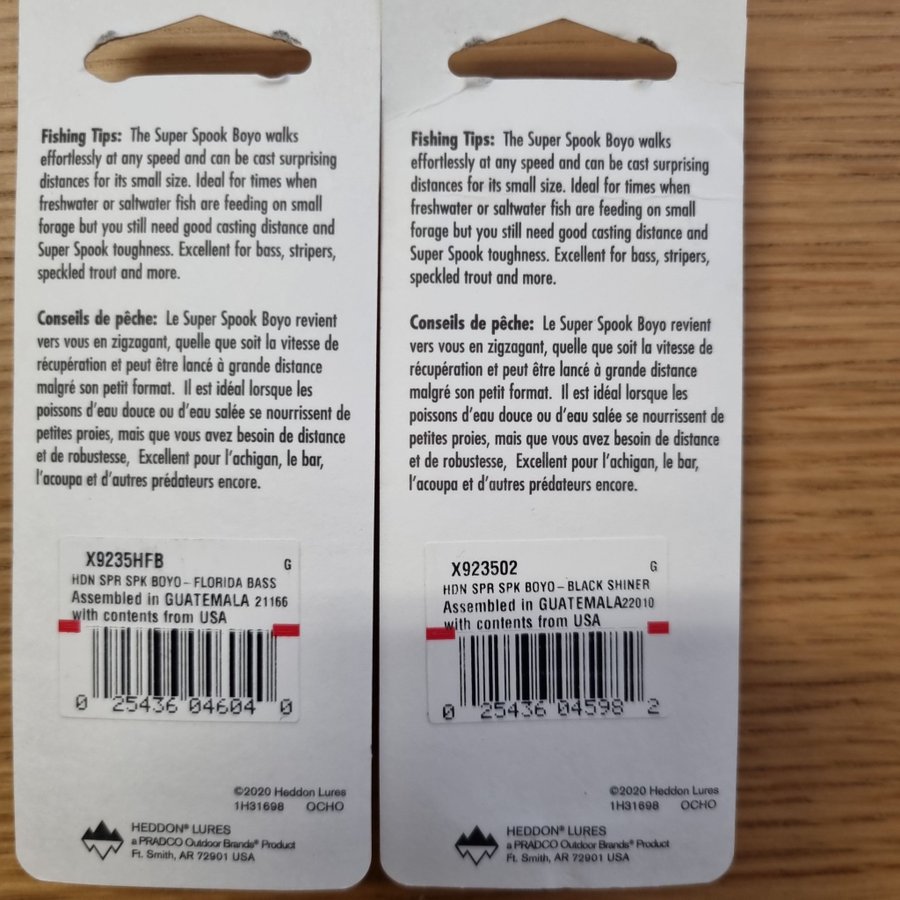 Fishing Tips: The Super Spook Boyo walks
effortlessly at any speed and can be cast surprising
distances for its small size. Ideal for times when
freshwater or saltwater fish are feeding on small
forage but you still need good casting distance and
Super Spook toughness. Excellent for bass, stripers,
speckled trout and more.
Conseils de pêche: Le Super Spook Boyo revient
vers vous en zigzagant, quelle que soit la vitesse de
récupération et peut être lancé à grande distance
malgré son petit format. Il est idéal lorsque les
poissons d'eau douce ou d'eau salée se nourrissent de
petites proies, mais que vous avez besoin de distance
et de robustesse, Excellent pour l'achigan, le bar,
l'acoupa et d'autres prédateurs encore.
X9235HFB G
HDN SPR SPK BOYO - FLORIDA BASS
Assembled in GUATEMALA 21166
with contents from USA
0 25436 04604 0
©2020 Heddon Lures
1H31698 OCHO
HEDDON® LURES
a PRADCO Outdoor Brands® Product
Ft. Smith, AR 72901 USA
Fishing Tips: The Super Spook Boyo walks
effortlessly at any speed and can be cast surprising
distances for its small size. Ideal for times when
freshwater or saltwater fish are feeding on small
forage but you still need good casting distance and
Super Spook toughness. Excellent for bass, stripers,
speckled trout and more.
Conseils de pêche: Le Super Spook Boyo revient
vers vous en zigzagant, quelle que soit la vitesse de
récupération et peut être lancé à grande distance
malgré son petit format. Il est idéal lorsque les
poissons d'eau douce ou d'eau salée se nourrissent de
petites proies, mais que vous avez besoin de distance
et de robustesse, Excellent pour l'achigan, le bar,
l'acoupa et d'autres prédateurs encore.
X923502 G
HDN SPR SPK BOYO - BLACK SHINER
Assembled in GUATEMALA22010
with contents from USA
0 25436 04598 2
©2020 Heddon Lures
1H31698 OCHO
HEDDON® LURES
a PRADCO Outdoor Brands® Product
Ft. Smith, AR 72901 USA